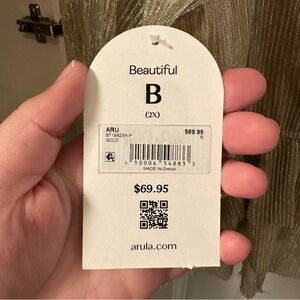 Beautiful
B
(2X)
ARU $69.95
GOLD B
MADE IN CHINA
$69.95
arula.com